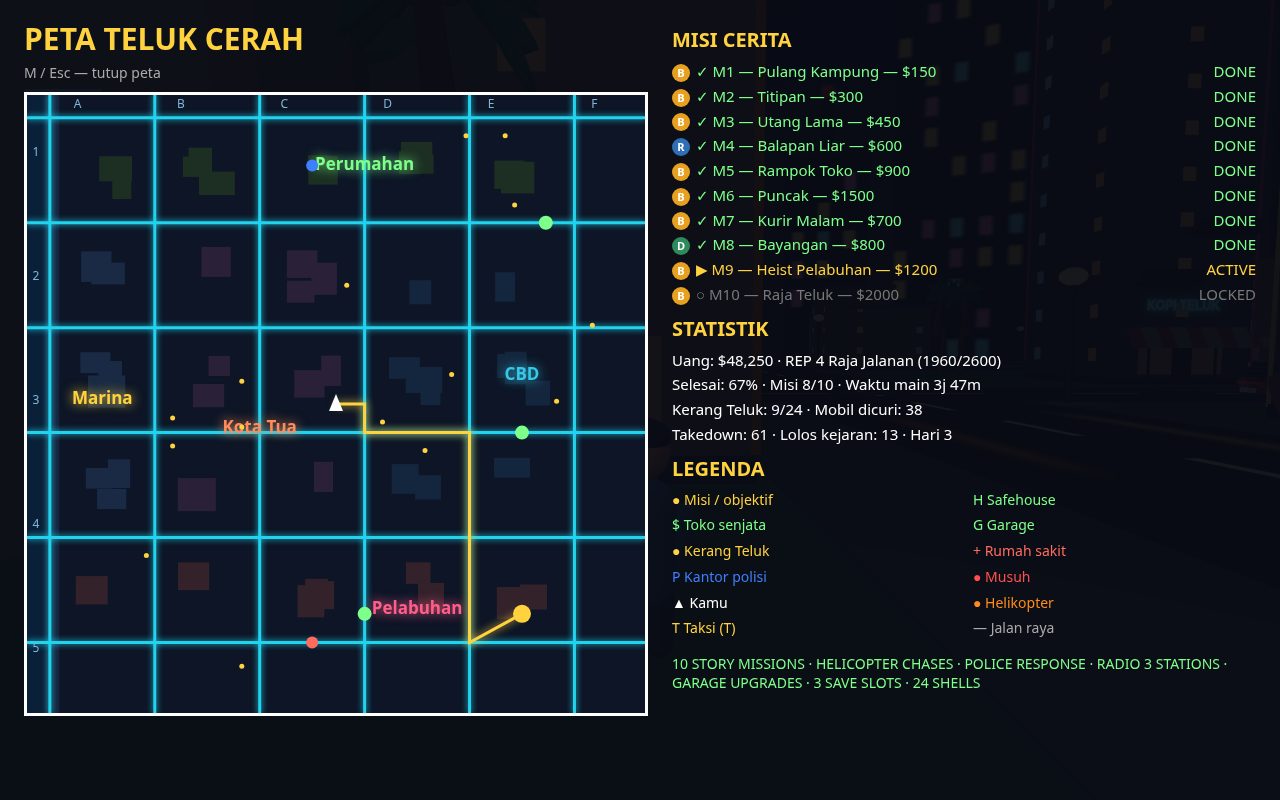 PETA TELUK CERAH
M / Esc — tutup peta
A B C D E F
1
Perumahan
2
3
CBD
Marina
Kota Tua
4
Pelabuhan
5
MISI CERITA
B ✓ M1 — Pulang Kampung — $150 DONE
B ✓ M2 — Titipan — $300 DONE
B ✓ M3 — Utang Lama — $450 DONE
R ✓ M4 — Balapan Liar — $600 DONE
B ✓ M5 — Rampok Toko — $900 DONE
B ✓ M6 — Puncak — $1500 DONE
B ✓ M7 — Kurir Malam — $700 DONE
D ✓ M8 — Bayangan — $800 DONE
B ▶ M9 — Heist Pelabuhan — $1200 ACTIVE
B ○ M10 — Raja Teluk — $2000 LOCKED
KOPI TELUK
STATISTIK
Uang: $48,250 · REP 4 Raja Jalanan (1960/2600)
Selesai: 67% · Misi 8/10 · Waktu main 3j 47m
Kerang Teluk: 9/24 · Mobil dicuri: 38
Takedown: 61 · Lolos kejaran: 13 · Hari 3
LEGENDA
● Misi / objektif H Safehouse
$ Toko senjata G Garage
● Kerang Teluk + Rumah sakit
P Kantor polisi ● Musuh
▲ Kamu ● Helikopter
T Taksi (T) — Jalan raya
10 STORY MISSIONS · HELICOPTER CHASES · POLICE RESPONSE · RADIO 3 STATIONS ·
GARAGE UPGRADES · 3 SAVE SLOTS · 24 SHELLS